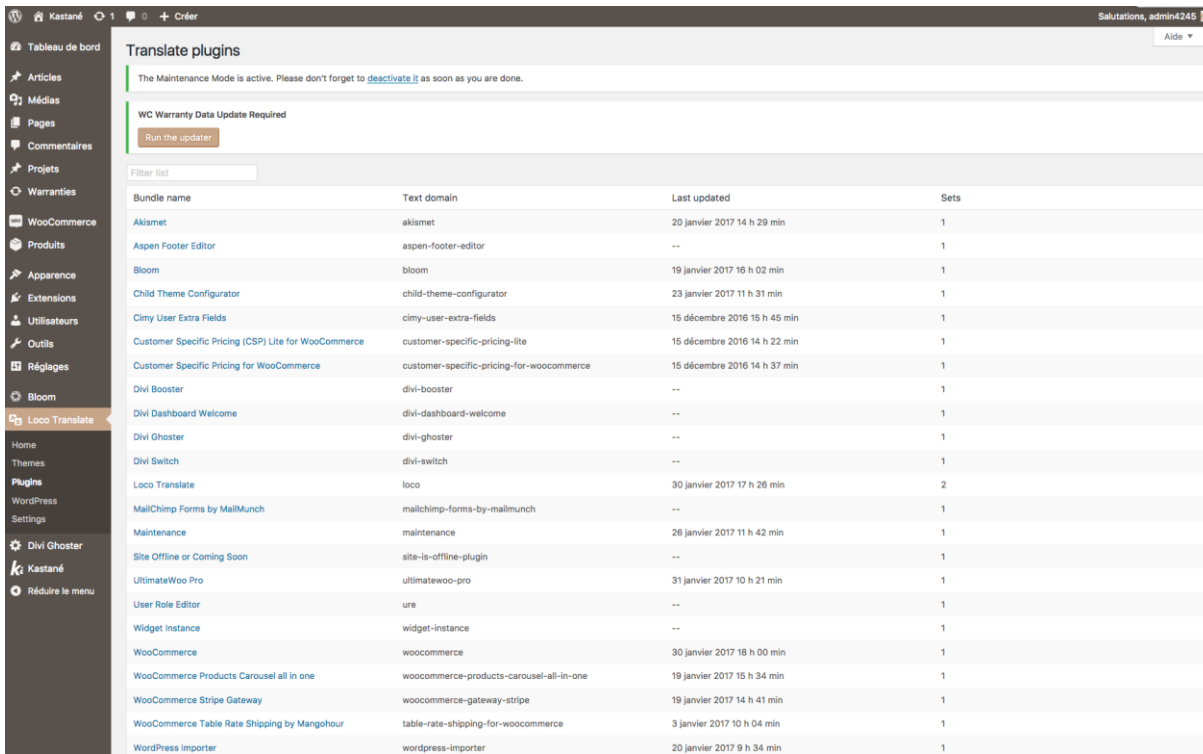 Kastané 1 0 + Créer Salutations, admin4245
Aide ▼
Tableau de bord
Articles
Médias
Pages
Commentaires
Projets
Warranties
WooCommerce
Produits
Apparence
Extensions
Utilisateurs
Outils
Réglages
Bloom
Loco Translate
Home
Themes
Plugins
WordPress
Settings
Divi Ghoster
Kastané
Réduire le menu
Translate plugins
The Maintenance Mode is active. Please don't forget to deactivate it as soon as you are done.
WC Warranty Data Update Required
Run the updater
Filter list
Bundle name Text domain Last updated Sets
Akismet akismet 20 janvier 2017 14 h 29 min 1
Aspen Footer Editor aspen-footer-editor -- 1
Bloom bloom 19 janvier 2017 16 h 02 min 1
Child Theme Configurator child-theme-configurator 23 janvier 2017 11 h 31 min 1
Cimy User Extra Fields cimy-user-extra-fields 15 décembre 2016 15 h 45 min 1
Customer Specific Pricing (CSP) Lite for WooCommerce customer-specific-pricing-lite 15 décembre 2016 14 h 22 min 1
Customer Specific Pricing for WooCommerce customer-specific-pricing-for-woocommerce 15 décembre 2016 14 h 37 min 1
Divi Booster divi-booster -- 1
Divi Dashboard Welcome divi-dashboard-welcome -- 1
Divi Ghoster divi-ghoster -- 1
Divi Switch divi-switch -- 1
Loco Translate loco 30 janvier 2017 17 h 26 min 2
MailChimp Forms by MailMunch mailchimp-forms-by-mailmunch -- 1
Maintenance maintenance 26 janvier 2017 11 h 42 min 1
Site Offline or Coming Soon site-is-offline-plugin -- 1
UltimateWoo Pro ultimatewoo-pro 31 janvier 2017 10 h 21 min 1
User Role Editor ure -- 1
Widget Instance widget-instance -- 1
WooCommerce woocommerce 30 janvier 2017 18 h 00 min 1
WooCommerce Products Carousel all in one woocommerce-products-carousel-all-in-one 19 janvier 2017 15 h 34 min 1
WooCommerce Stripe Gateway woocommerce-gateway-stripe 19 janvier 2017 14 h 41 min 1
WooCommerce Table Rate Shipping by Mangohour table-rate-shipping-for-woocommerce 3 janvier 2017 10 h 04 min 1
WordPress Importer wordpress-importer 20 janvier 2017 9 h 34 min 1